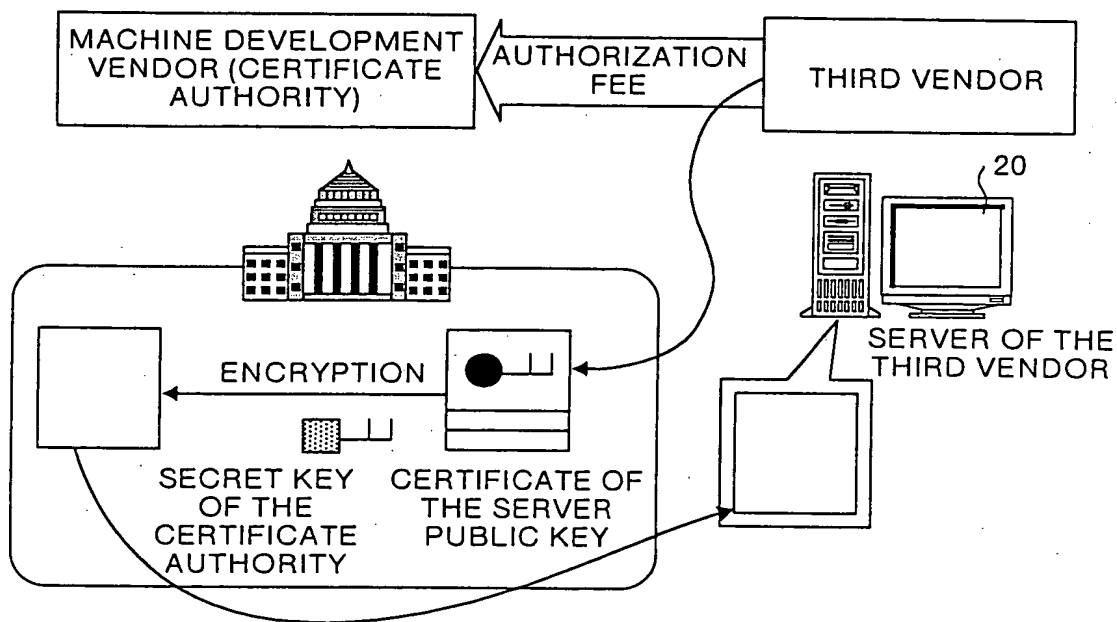 MACHINE DEVELOPMENT
VENDOR (CERTIFICATE
AUTHORITY)
AUTHORIZATION
FEE
THIRD VENDOR
20
SERVER OF THE
THIRD VENDOR
ENCRYPTION
SECRET KEY
OF THE
CERTIFICATE
AUTHORITY
CERTIFICATE OF
THE SERVER
PUBLIC KEY